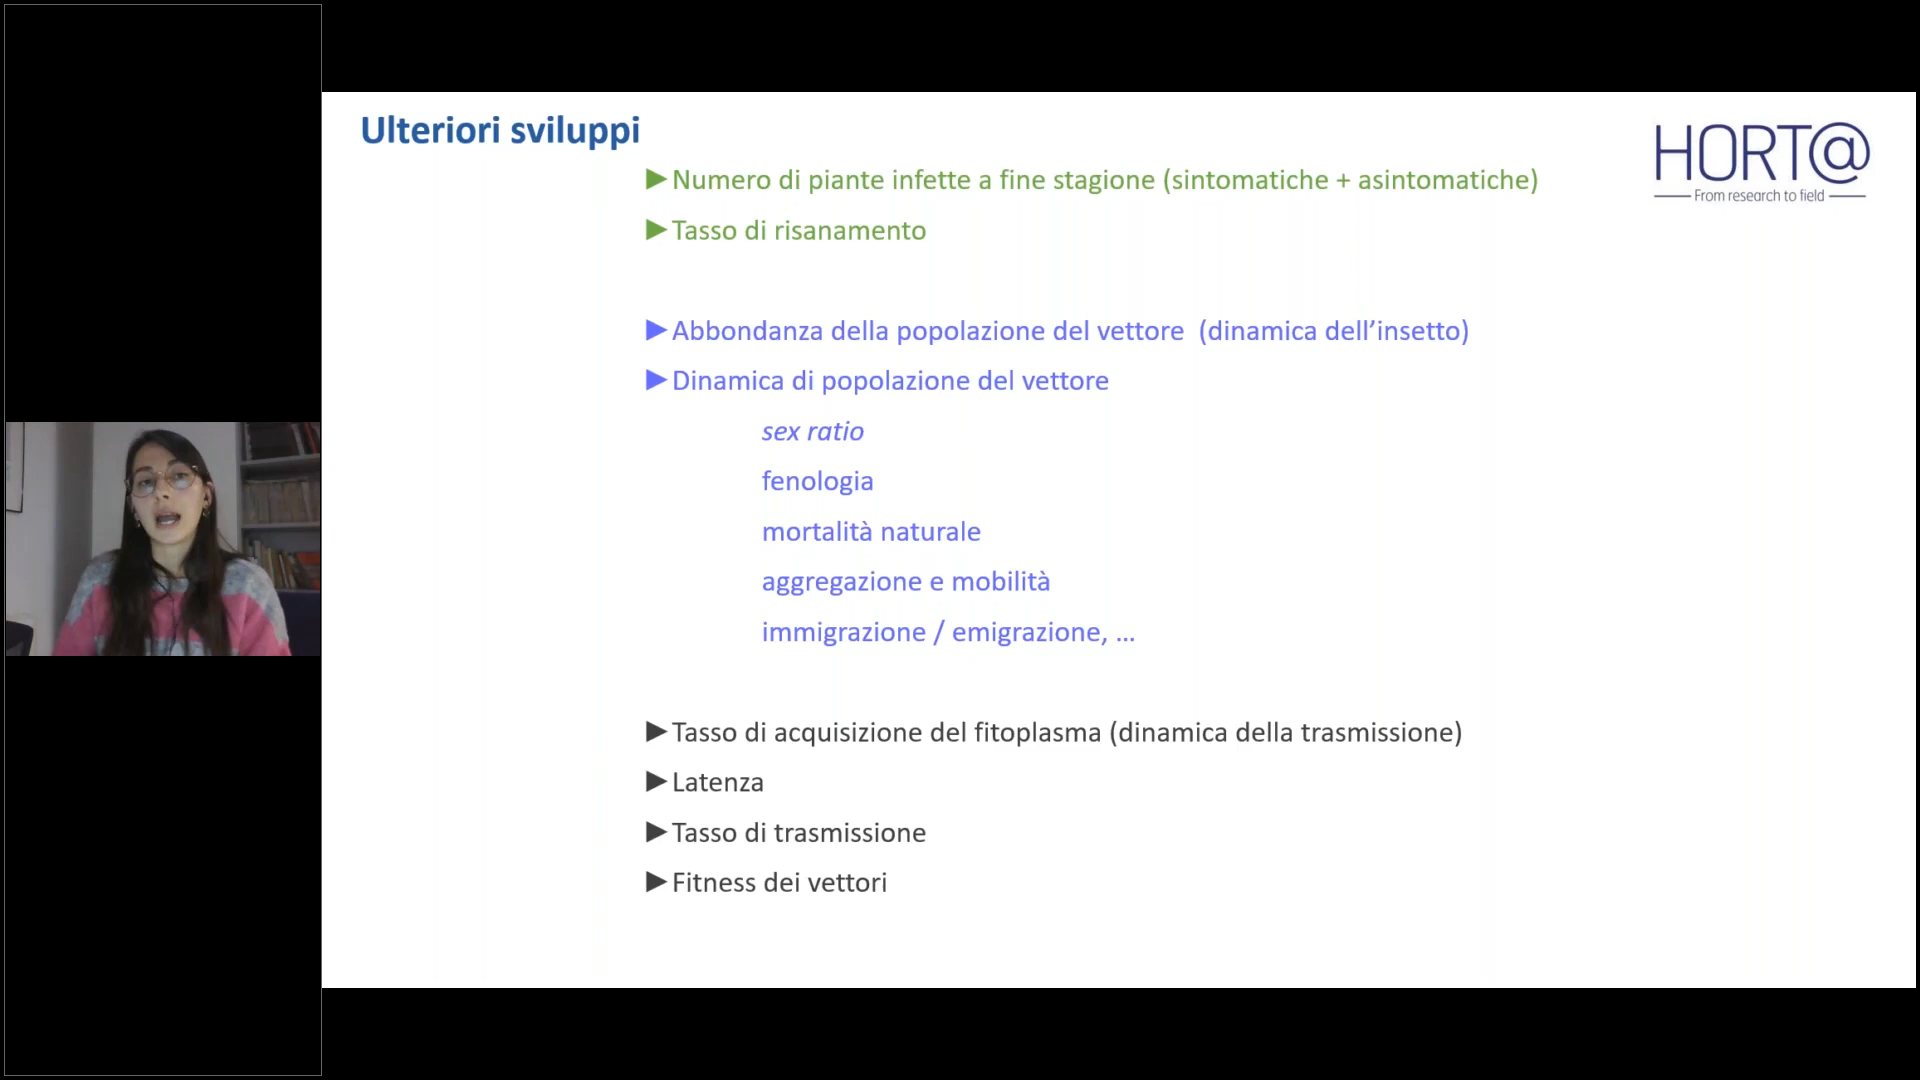 Ulteriori sviluppi
HORT@
From research to field
►Numero di piante infette a fine stagione (sintomatiche + asintomatiche)
►Tasso di risanamento
►Abbondanza della popolazione del vettore (dinamica dell’insetto)
►Dinamica di popolazione del vettore
sex ratio
fenologia
mortalità naturale
aggregazione e mobilità
immigrazione / emigrazione, ...
►Tasso di acquisizione del fitoplasma (dinamica della trasmissione)
►Latenza
►Tasso di trasmissione
►Fitness dei vettori